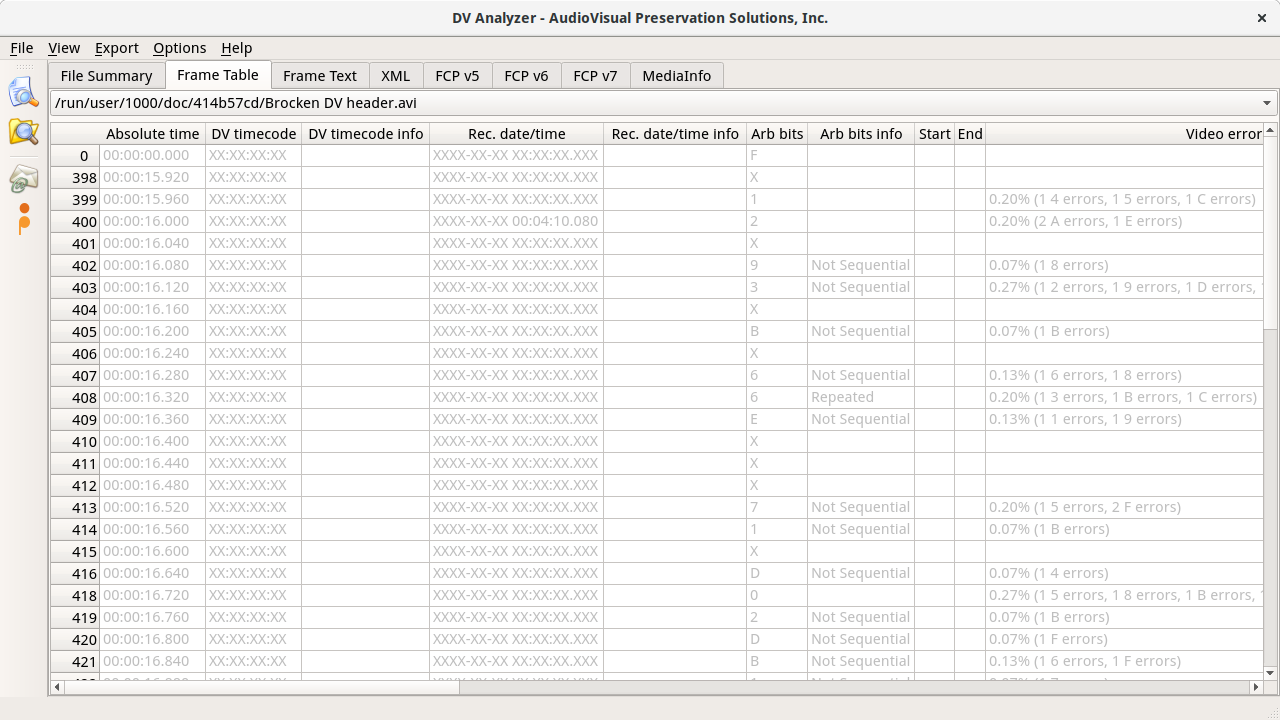 DV Analyzer - AudioVisual Preservation Solutions, Inc.
File View Export Options Help
File Summary Frame Table Frame Text XML FCP v5 FCP v6 FCP v7 MediaInfo
/run/user/1000/doc/414b57cd/Brocken DV header.avi
Absolute time DV timecode DV timecode info Rec. date/time Rec. date/time info Arb bits Arb bits info Start End Video error
0 00:00:00.000 XX:XX:XX:XX XXXX-XX-XX XX:XX:XX.XXX F
398 00:00:15.920 XX:XX:XX:XX XXXX-XX-XX XX:XX:XX.XXX X
399 00:00:15.960 XX:XX:XX:XX XXXX-XX-XX XX:XX:XX.XXX 1 0.20% (1 4 errors, 1 5 errors, 1 C errors)
400 00:00:16.000 XX:XX:XX:XX XXXX-XX-XX 00:04:10.080 2 0.20% (2 A errors, 1 E errors)
401 00:00:16.040 XX:XX:XX:XX XXXX-XX-XX XX:XX:XX.XXX X
402 00:00:16.080 XX:XX:XX:XX XXXX-XX-XX XX:XX:XX.XXX 9 Not Sequential 0.07% (1 8 errors)
403 00:00:16.120 XX:XX:XX:XX XXXX-XX-XX XX:XX:XX.XXX 3 Not Sequential 0.27% (1 2 errors, 1 9 errors, 1 D errors,
404 00:00:16.160 XX:XX:XX:XX XXXX-XX-XX XX:XX:XX.XXX X
405 00:00:16.200 XX:XX:XX:XX XXXX-XX-XX XX:XX:XX.XXX B Not Sequential 0.07% (1 B errors)
406 00:00:16.240 XX:XX:XX:XX XXXX-XX-XX XX:XX:XX.XXX X
407 00:00:16.280 XX:XX:XX:XX XXXX-XX-XX XX:XX:XX.XXX 6 Not Sequential 0.13% (1 6 errors, 1 8 errors)
408 00:00:16.320 XX:XX:XX:XX XXXX-XX-XX XX:XX:XX.XXX 6 Repeated 0.20% (1 3 errors, 1 B errors, 1 C errors)
409 00:00:16.360 XX:XX:XX:XX XXXX-XX-XX XX:XX:XX.XXX E Not Sequential 0.13% (1 1 errors, 1 9 errors)
410 00:00:16.400 XX:XX:XX:XX XXXX-XX-XX XX:XX:XX.XXX X
411 00:00:16.440 XX:XX:XX:XX XXXX-XX-XX XX:XX:XX.XXX X
412 00:00:16.480 XX:XX:XX:XX XXXX-XX-XX XX:XX:XX.XXX X
413 00:00:16.520 XX:XX:XX:XX XXXX-XX-XX XX:XX:XX.XXX 7 Not Sequential 0.20% (1 5 errors, 2 F errors)
414 00:00:16.560 XX:XX:XX:XX XXXX-XX-XX XX:XX:XX.XXX 1 Not Sequential 0.07% (1 B errors)
415 00:00:16.600 XX:XX:XX:XX XXXX-XX-XX XX:XX:XX.XXX X
416 00:00:16.640 XX:XX:XX:XX XXXX-XX-XX XX:XX:XX.XXX D Not Sequential 0.07% (1 4 errors)
418 00:00:16.720 XX:XX:XX:XX XXXX-XX-XX XX:XX:XX.XXX 0 0.27% (1 5 errors, 1 8 errors, 1 B errors,
419 00:00:16.760 XX:XX:XX:XX XXXX-XX-XX XX:XX:XX.XXX 2 Not Sequential 0.07% (1 B errors)
420 00:00:16.800 XX:XX:XX:XX XXXX-XX-XX XX:XX:XX.XXX D Not Sequential 0.07% (1 F errors)
421 00:00:16.840 XX:XX:XX:XX XXXX-XX-XX XX:XX:XX.XXX B Not Sequential 0.13% (1 6 errors, 1 F errors)